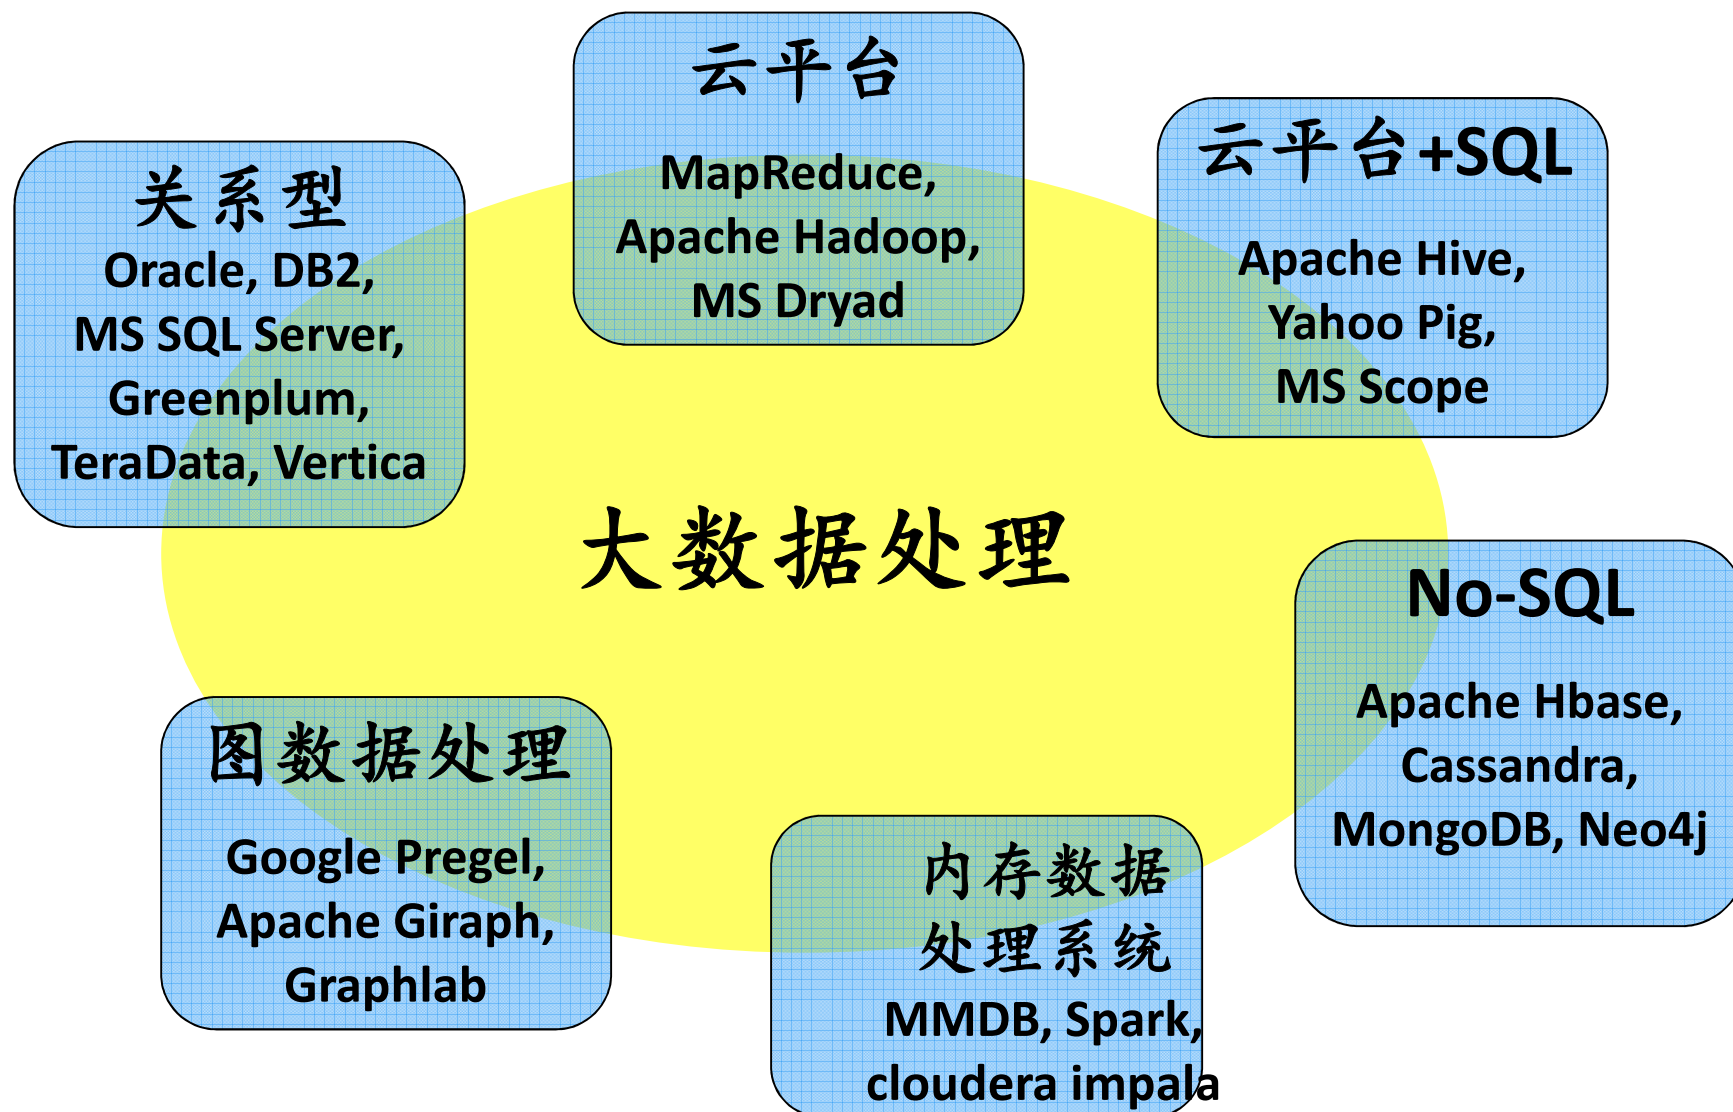 云平台
MapReduce,
Apache Hadoop,
MS Dryad
云平台+SQL
Apache Hive,
Yahoo Pig,
MS Scope
关系型
Oracle, DB2,
MS SQL Server,
Greenplum,
TeraData, Vertica
大数据处理
No-SQL
Apache Hbase,
Cassandra,
MongoDB, Neo4j
图数据处理
Google Pregel,
Apache Giraph,
Graphlab
内存数据
处理系统
MMDB, Spark,
cloudera impala